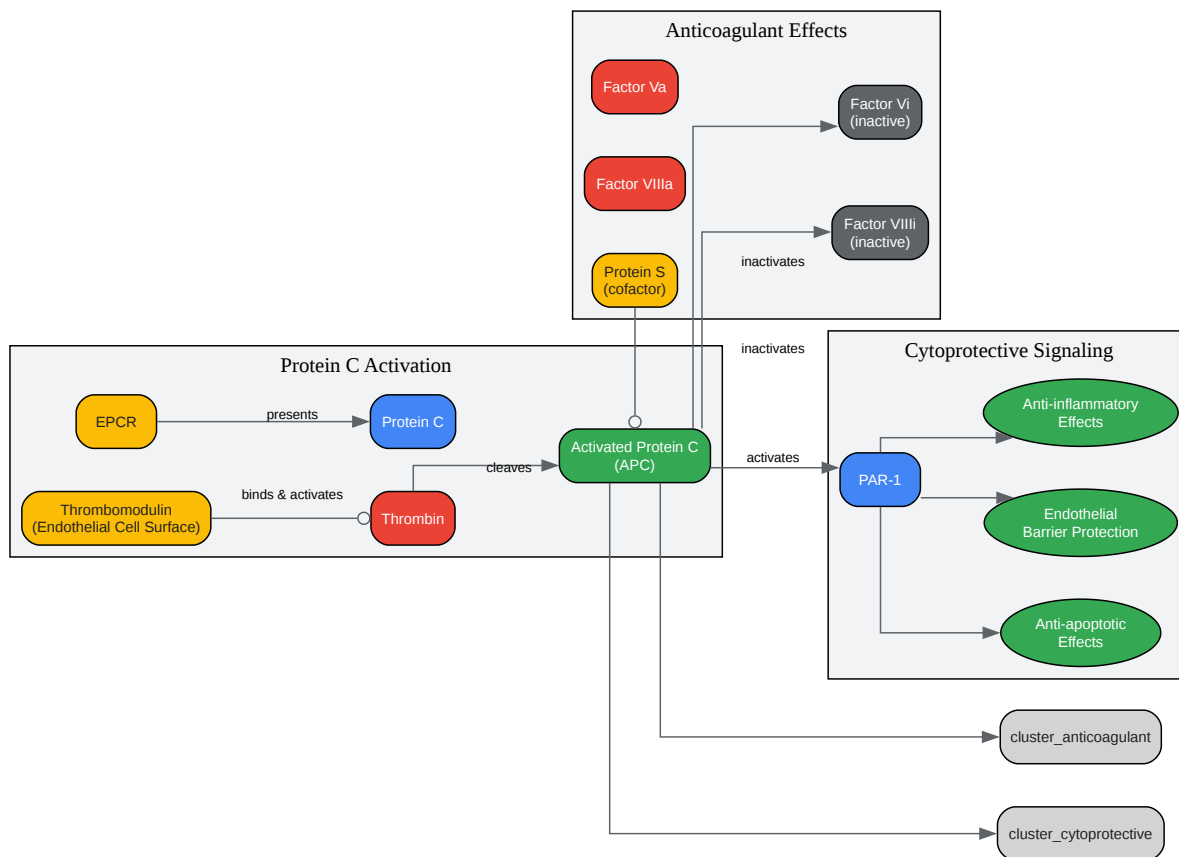 Anticoagulant Effects
Factor Va
Factor Vi
(inactive)
Factor VIIIa
Factor VIIIi
(inactive)
inactivates
Protein S
(cofactor)
inactivates
Protein C Activation
EPCR
presents
Protein C
Thrombomodulin
(Endothelial Cell Surface)
binds & activates
Thrombin
cleaves
Activated Protein C
(APC)
activates
Cytoprotective Signaling
PAR-1
Anti-inflammatory
Effects
Endothelial
Barrier Protection
Anti-apoptotic
Effects
cluster_anticoagulant
cluster_cytoprotective